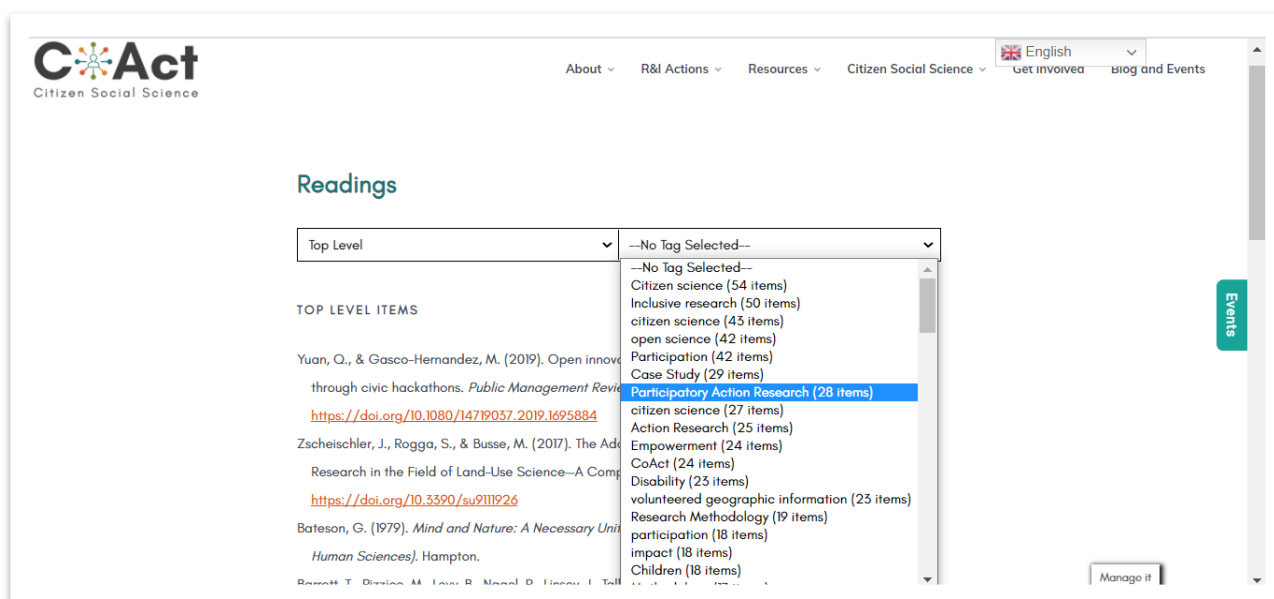 C Act
Citizen Social Science
English
About
R&I Actions
Resources
Citizen Social Science
Get Involved
Blog and Events
Readings
Top Level
--No Tag Selected--
--No Tag Selected--
Citizen science (54 items)
Inclusive research (50 items)
citizen science (43 items)
open science (42 items)
Participation (42 items)
Case Study (29 items)
Participatory Action Research (28 items)
citizen science (27 items)
Action Research (25 items)
Empowerment (24 items)
CoAct (24 items)
Disability (23 items)
volunteered geographic information (23 items)
Research Methodology (19 items)
participation (18 items)
impact (18 items)
Children (18 items)
TOP LEVEL ITEMS
Yuan, Q., & Gasco-Hernandez, M. (2019). Open innov
through civic hackathons. Public Management Revi
https://doi.org/10.1080/14719037.2019.1695884
Zscheischler, J., Rogga, S., & Busse, M. (2017). The Ad
Research in the Field of Land-Use Science—A Comp
https://doi.org/10.3390/su9111926
Bateson, G. (1979). Mind and Nature: A Necessary Uni
Human Sciences). Hampton.
Events
Manage it